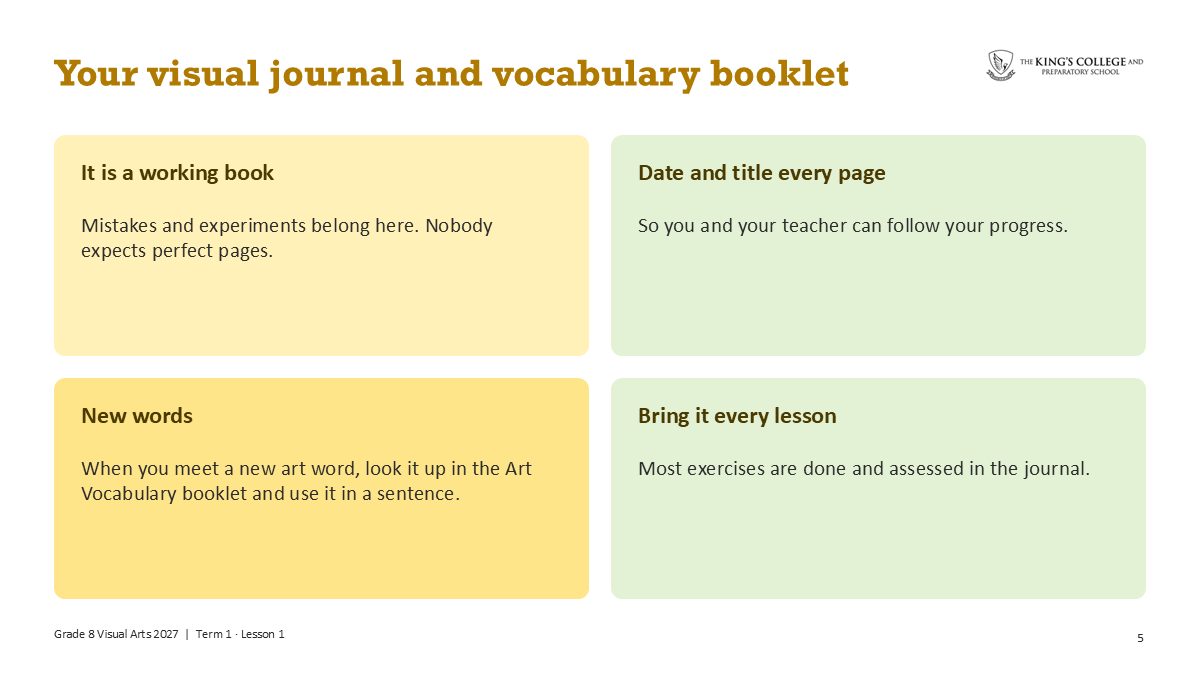 Your visual journal and vocabulary booklet
THE KING'S COLLEGE AND
PREPARATORY SCHOOL
It is a working book
Mistakes and experiments belong here. Nobody
expects perfect pages.
Date and title every page
So you and your teacher can follow your progress.
New words
When you meet a new art word, look it up in the Art
Vocabulary booklet and use it in a sentence.
Bring it every lesson
Most exercises are done and assessed in the journal.
Grade 8 Visual Arts 2027 | Term 1 · Lesson 1
5